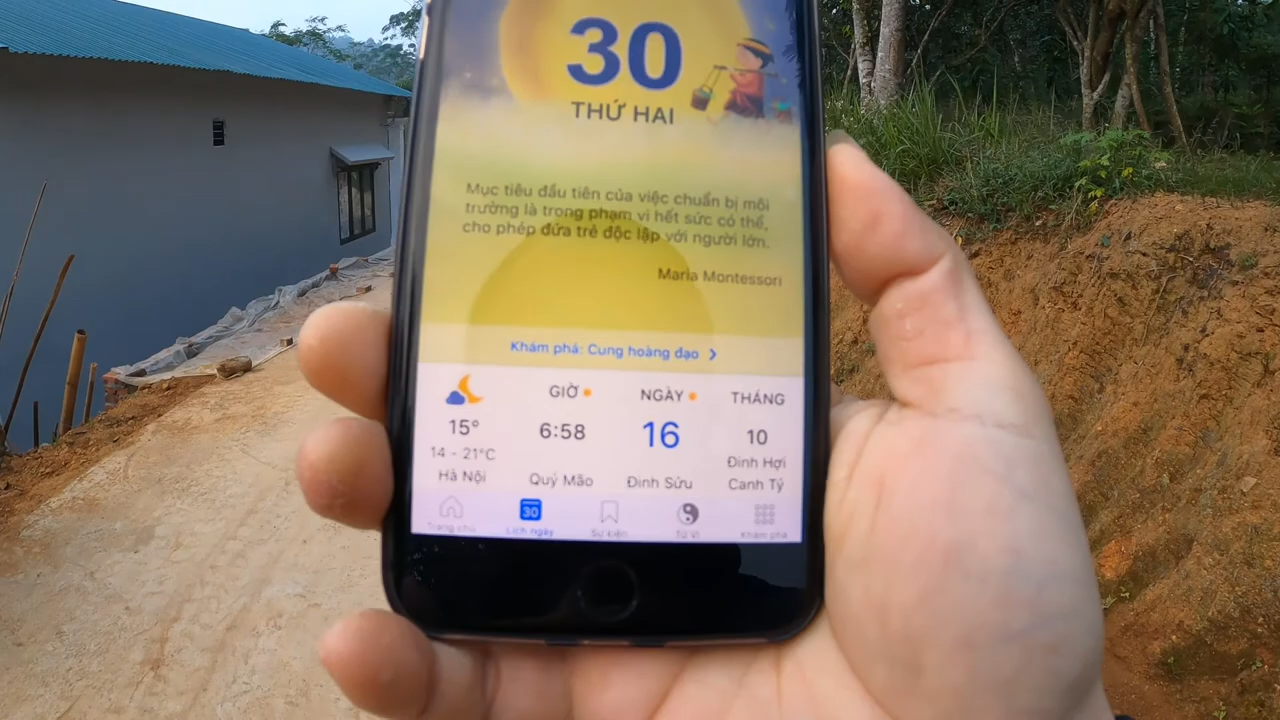 30
THỨ HAI
Mục tiêu đầu tiên của việc chuẩn bị môi
trường là trong phạm vi hết sức có thể,
cho phép đứa trẻ độc lập với người lớn.
Maria Montessori
Khám phá: Cung hoàng đạo
GIỜ NGÀY THÁNG
15° 6:58 16 10
14 - 21°C Đinh Hợi
Hà Nội Quý Mão Đinh Sửu Canh Tý
30
Trang chủ Lịch ngày Sự kiện Tử Vi Khám phá